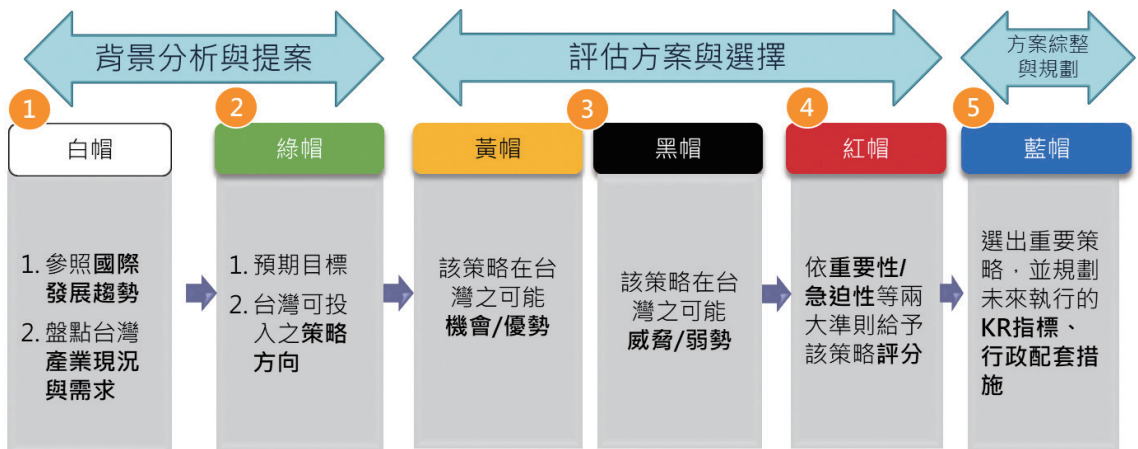 背景分析與提案
評估方案與選擇
方案綜整
與規劃
1
白帽
1. 參照國際
發展趨勢
2. 盤點台灣
產業現況
與需求
2
綠帽
1. 預期目標
2. 台灣可投
入之策略
方向
3
黃帽
該策略在台
灣之可能
機會/優勢
黑帽
該策略在台
灣之可能
威脅/弱勢
4
紅帽
依重要性/
急迫性等兩
大準則給予
該策略評分
5
藍帽
選出重要策
略，並規劃
未來執行的
KR指標、
行政配套措
施